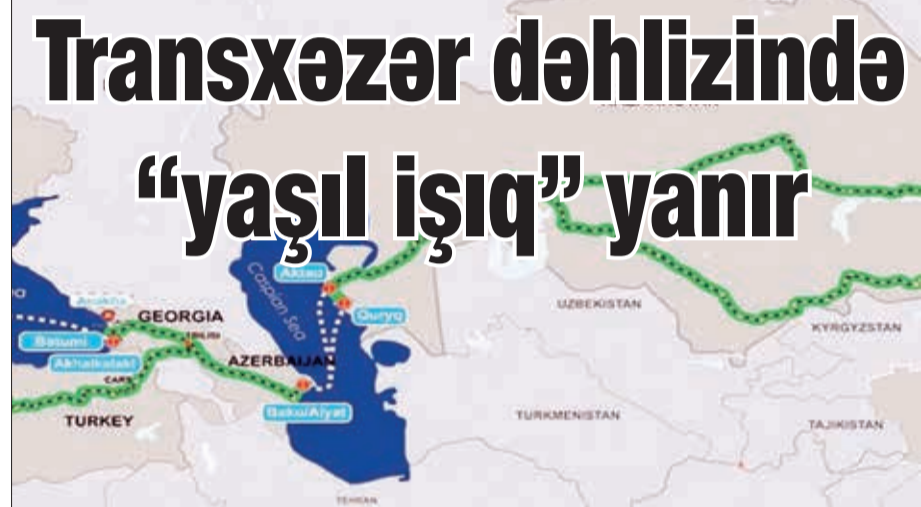 Transxəzər dəhlizində
“yaşıl işıq” yanır
Caspian sea
Aktau
Quryq
UZBEKISTAN
KYRGYZSTAN
GEORGIA
Batumi
Akhalkalaki
CARS
AZERBAIJAN
Baku/Alyat
TURKEY
TURKMENISTAN
TAJIKISTAN
TEHRAN